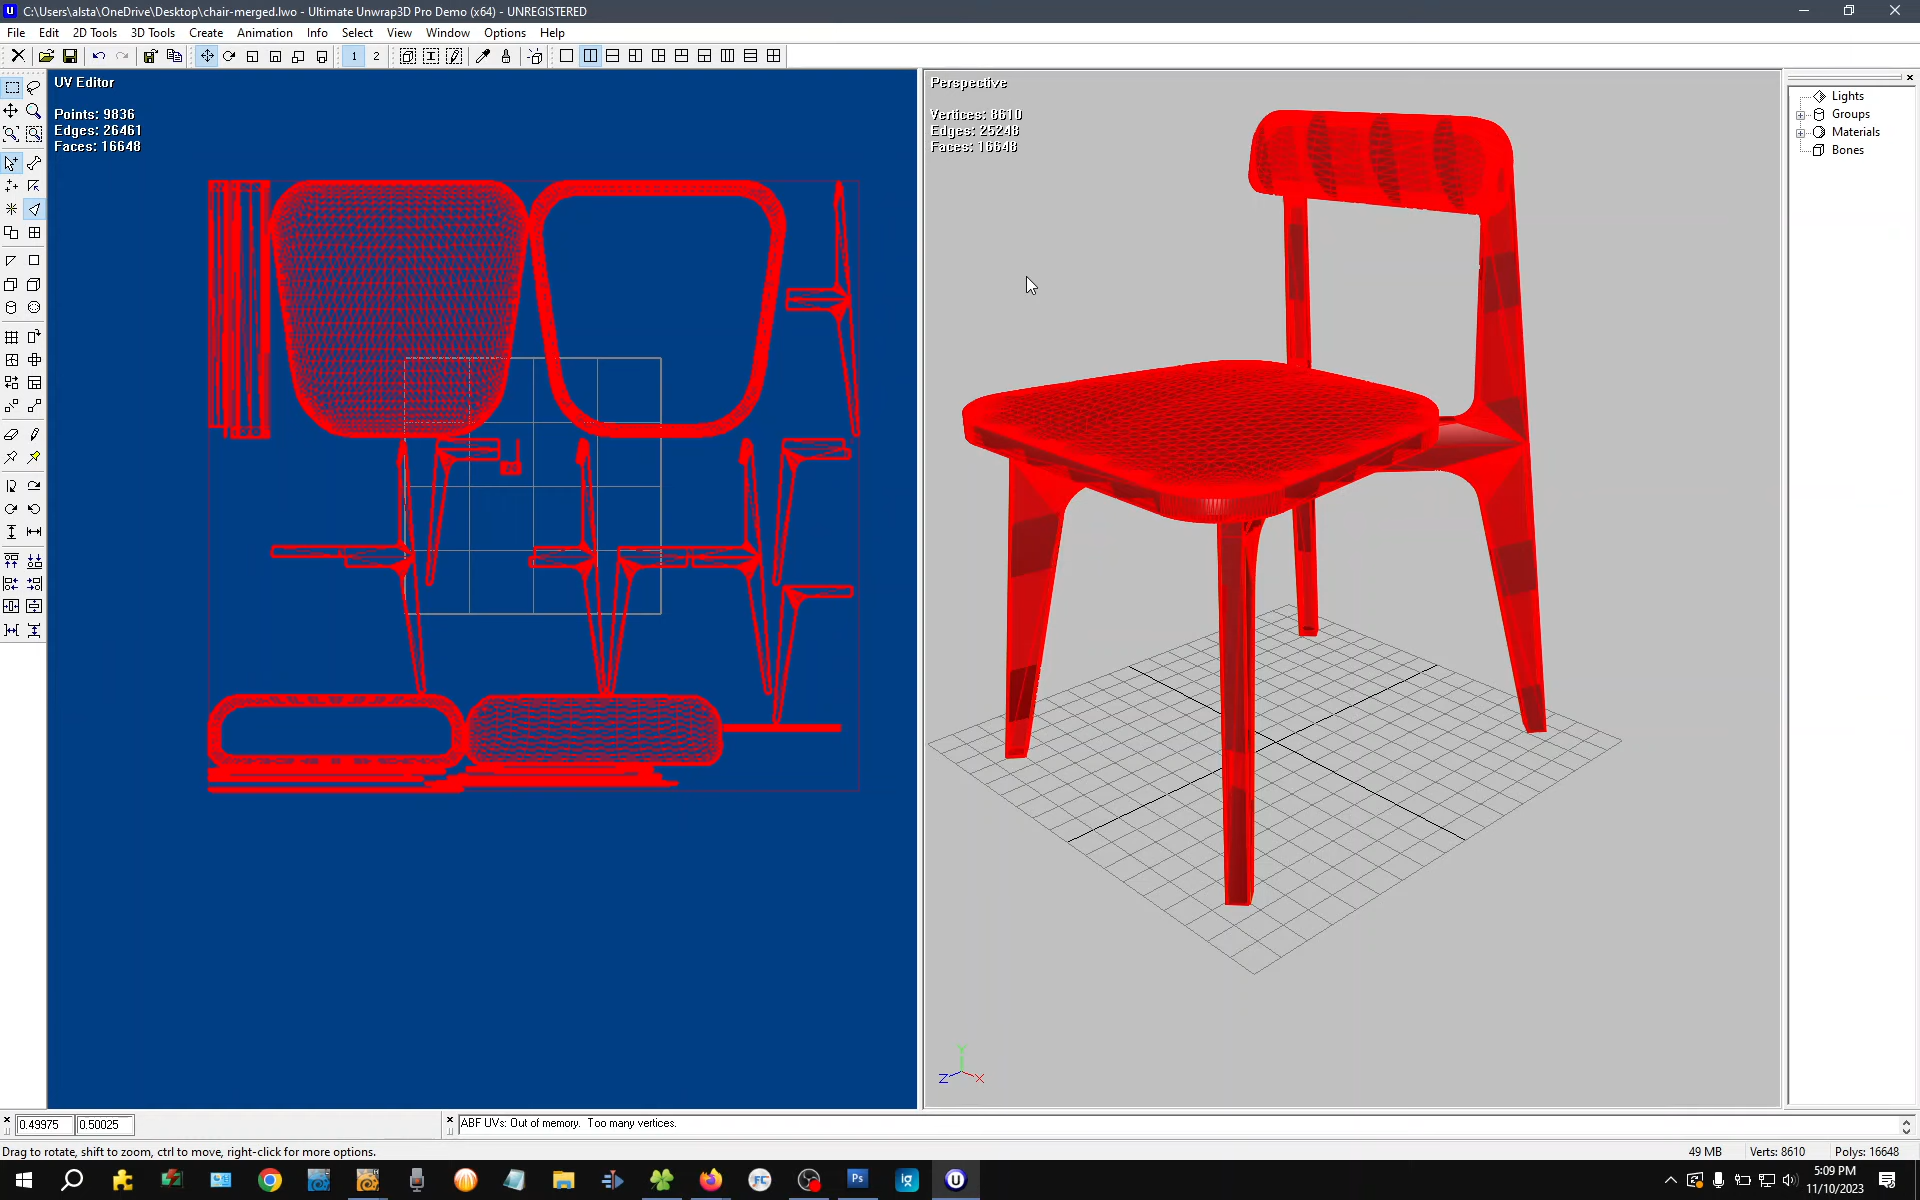 C:\Users\alsta\OneDrive\Desktop\chair-merged.lwo - Ultimate Unwrap3D Pro Demo (x64) - UNREGISTERED
File Edit 2D Tools 3D Tools Create Animation Info Select View Window Options Help
1 2
UV Editor
Points: 9836
Edges: 26461
Faces: 16648
Perspective
Vertices: 8610
Edges: 25248
Faces: 16648
Lights
Groups
Materials
Bones
Y
Z X
0.49975 0.50025
ABF UVs: Out of memory. Too many vertices.
Drag to rotate, shift to zoom, ctrl to move, right-click for more options.
49 MB Verts: 8610 Polys: 16648
Ps
5:09 PM
11/10/2023